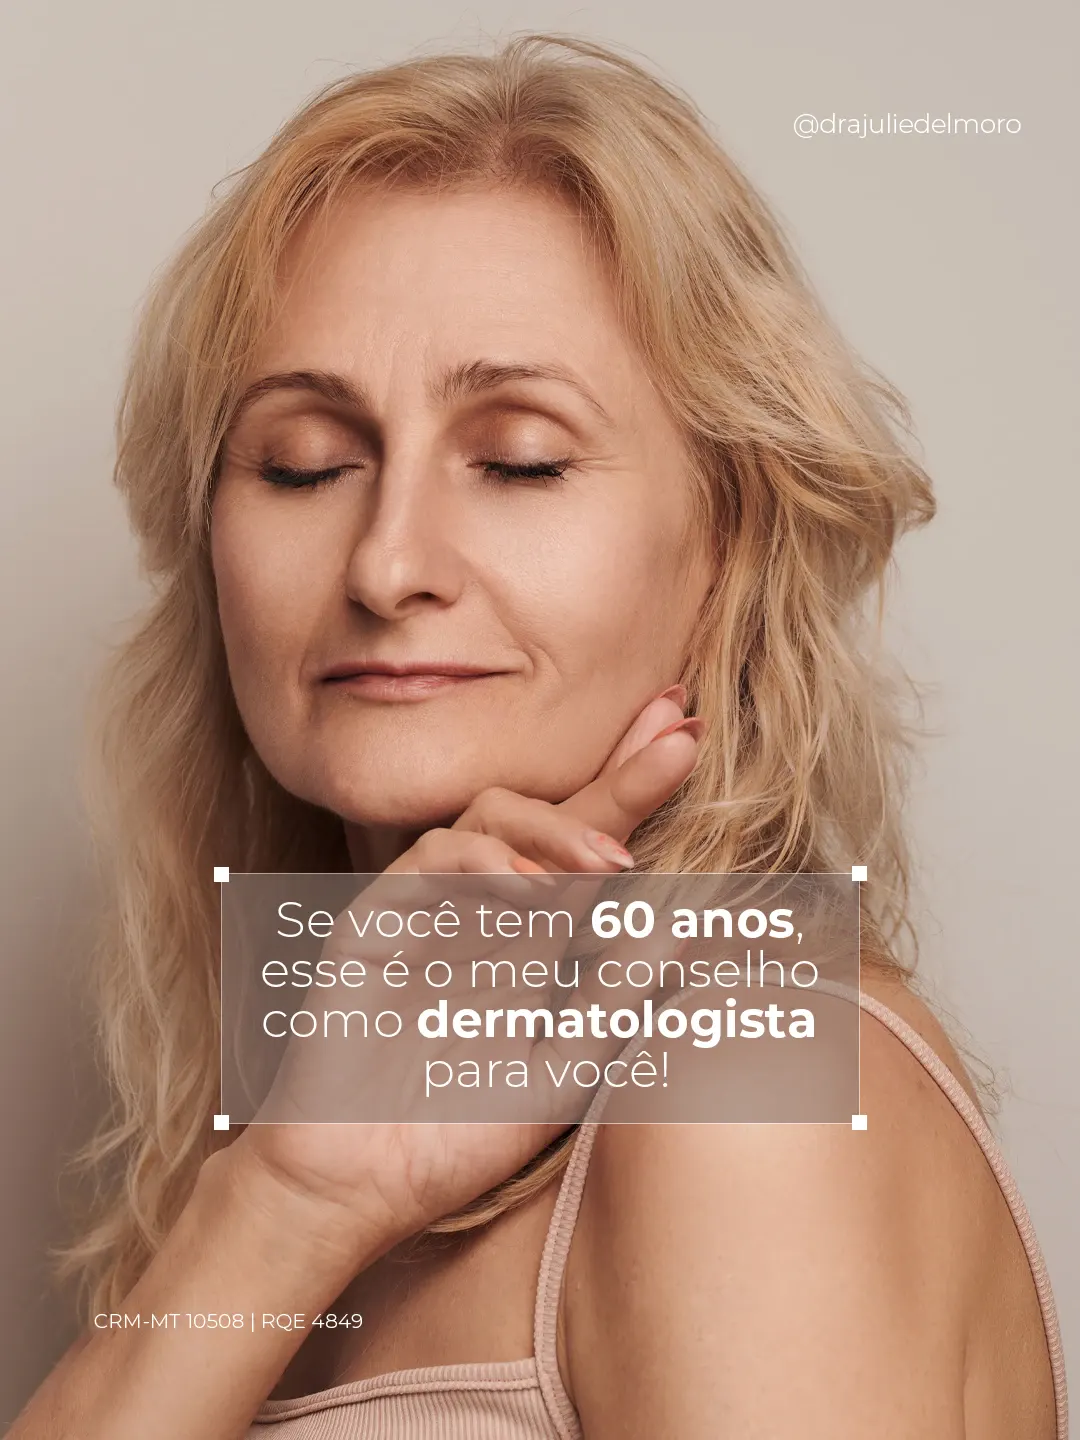 @drajuliedelmoro
Se você tem 60 anos,
esse é o meu conselho
como dermatologista
para você!
CRM-MT 10508 | RQE 4849